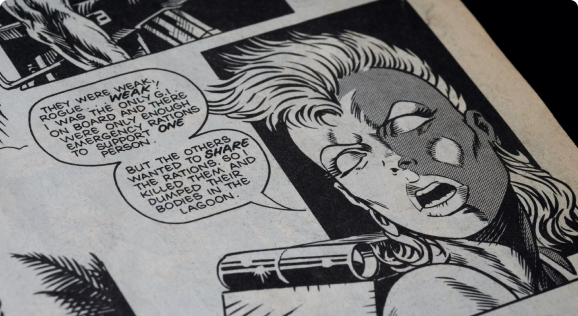 THEY WERE WEAK,
ROGUE... WEAK! I
WAS THE ONLY G.I.
ON BOARD AND THERE
WERE ONLY ENOUGH
EMERGENCY RATIONS
TO SUPPORT ONE
PERSON.
BUT THE OTHERS
WANTED TO SHARE
THE RATIONS. SO I
KILLED THEM AND
DUMPED THEIR
BODIES IN THE
LAGOON.